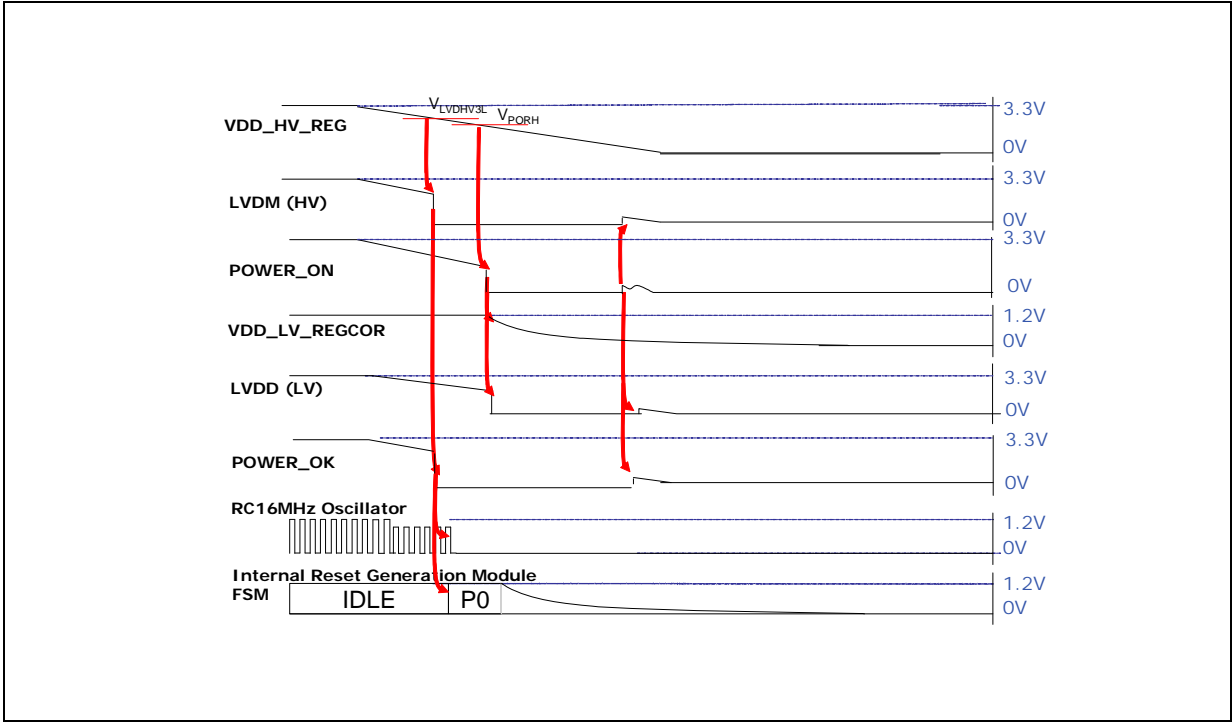 V_LVDHV3L
V_PORH
3.3V
VDD_HV_REG
0V
3.3V
LVDM (HV)
0V
3.3V
POWER_ON
0V
1.2V
VDD_LV_REGCOR
0V
3.3V
LVDD (LV)
0V
3.3V
POWER_OK
0V
RC16MHz Oscillator
1.2V
0V
Internal Reset Generation Module
FSM
IDLE
P0
1.2V
0V